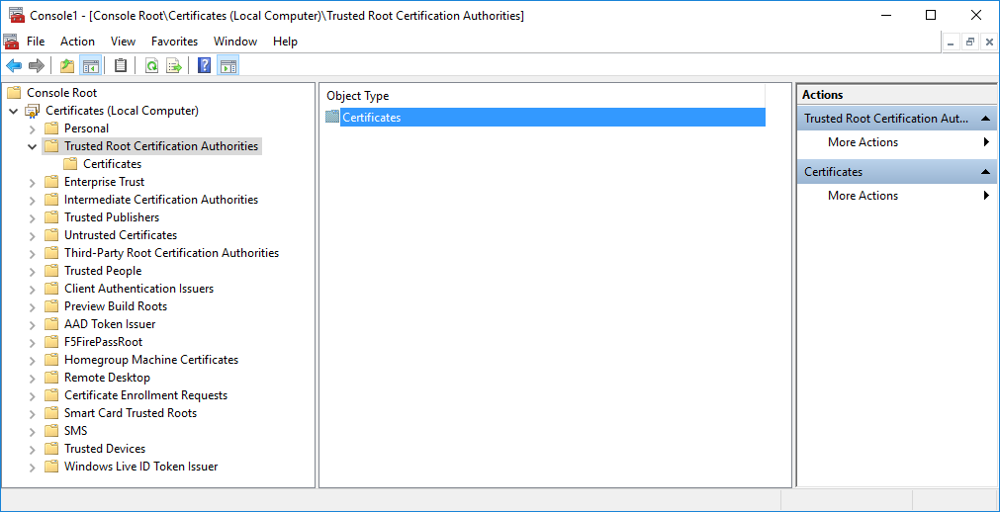 Console1 - [Console Root\Certificates (Local Computer)\Trusted Root Certification Authorities]
File Action View Favorites Window Help
Console Root
Certificates (Local Computer)
Personal
Trusted Root Certification Authorities
Certificates
Enterprise Trust
Intermediate Certification Authorities
Trusted Publishers
Untrusted Certificates
Third-Party Root Certification Authorities
Trusted People
Client Authentication Issuers
Preview Build Roots
AAD Token Issuer
F5FirePassRoot
Homegroup Machine Certificates
Remote Desktop
Certificate Enrollment Requests
Smart Card Trusted Roots
SMS
Trusted Devices
Windows Live ID Token Issuer
Object Type
Certificates
Actions
Trusted Root Certification Aut...
More Actions
Certificates
More Actions